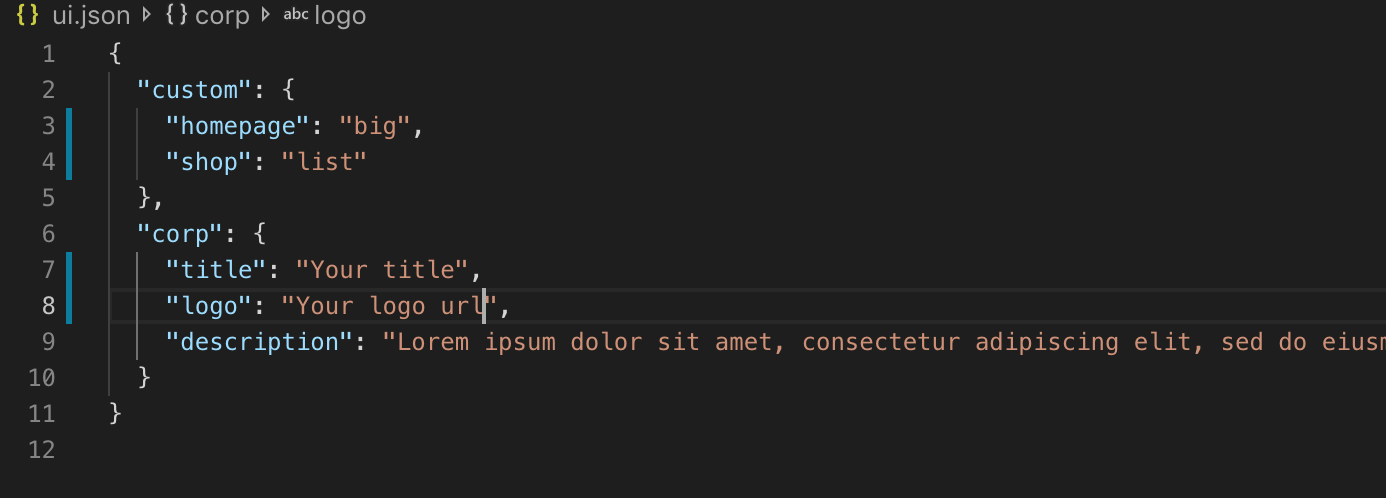 {} ui.json > {} corp > abc logo
1 {
2 "custom": {
3 "homepage": "big",
4 "shop": "list"
5 },
6 "corp": {
7 "title": "Your title",
8 "logo": "Your logo url",
9 "description": "Lorem ipsum dolor sit amet, consectetur adipiscing elit, sed do eiusm
10 }
11 }
12